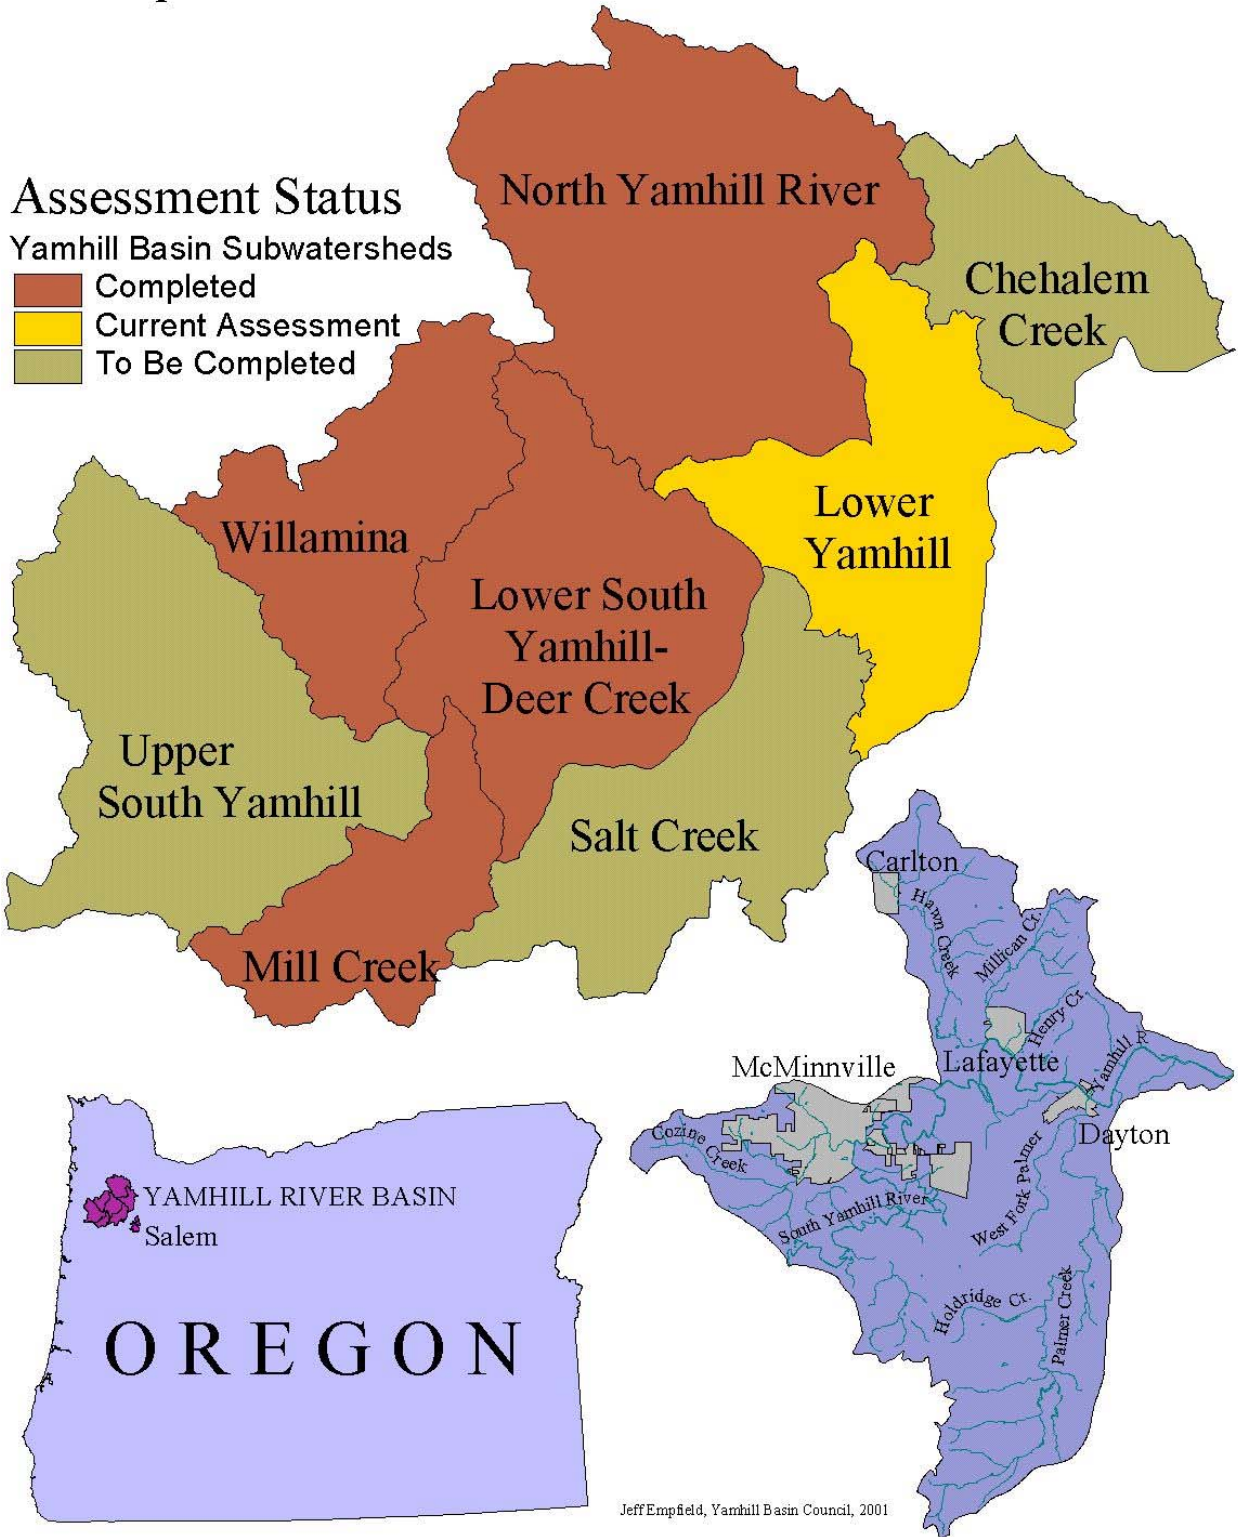 Assessment Status
Yamhill Basin Subwatersheds
Completed
Current Assessment
To Be Completed
North Yamhill River
Chehalem
Creek
Willamina
Lower
Yamhill
Lower South
Yamhill-
Deer Creek
Upper
South Yamhill
Salt Creek
Mill Creek
Carlton
Hawn Creek
Millican Cr.
Henry Cr.
Yamhill R.
McMinnville
Lafayette
Dayton
Cozine Creek
South Yamhill River
West Fork Palmer
Holdridge Cr.
Palmer Creek
YAMHILL RIVER BASIN
Salem
OREGON
Jeff Empfield, Yamhill Basin Council, 2001